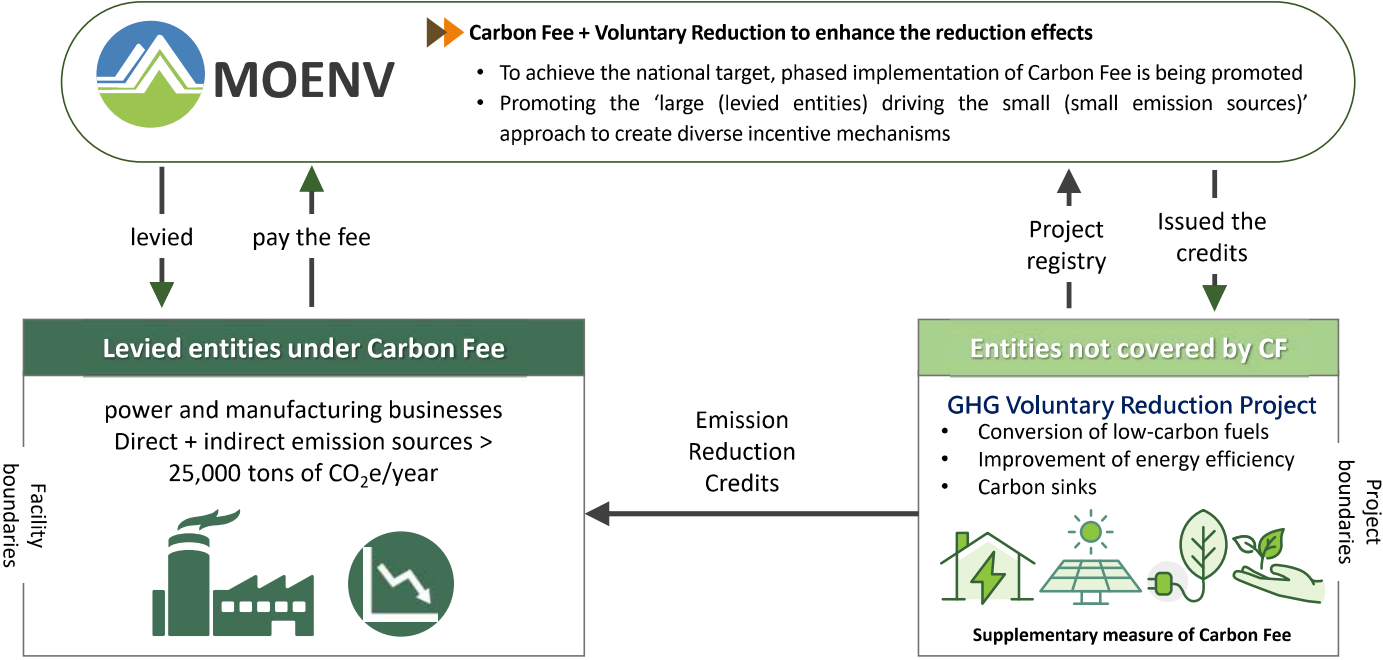 MOENV
Carbon Fee + Voluntary Reduction to enhance the reduction effects
• To achieve the national target, phased implementation of Carbon Fee is being promoted
• Promoting the ‘large (levied entities) driving the small (small emission sources)’
approach to create diverse incentive mechanisms
levied
pay the fee
Project
registry
Issued the
credits
Levied entities under Carbon Fee
power and manufacturing businesses
Direct + indirect emission sources >
25,000 tons of CO₂e/year
Facility
boundaries
Emission
Reduction
Credits
Entities not covered by CF
GHG Voluntary Reduction Project
• Conversion of low-carbon fuels
• Improvement of energy efficiency
• Carbon sinks
Supplementary measure of Carbon Fee
Project
boundaries